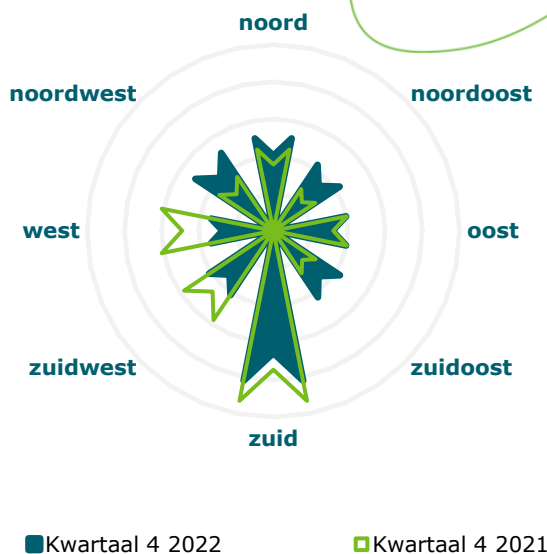 noord
noordwest noordoost
west oost
zuidwest zuidoost
zuid
Kwartaal 4 2022 Kwartaal 4 2021